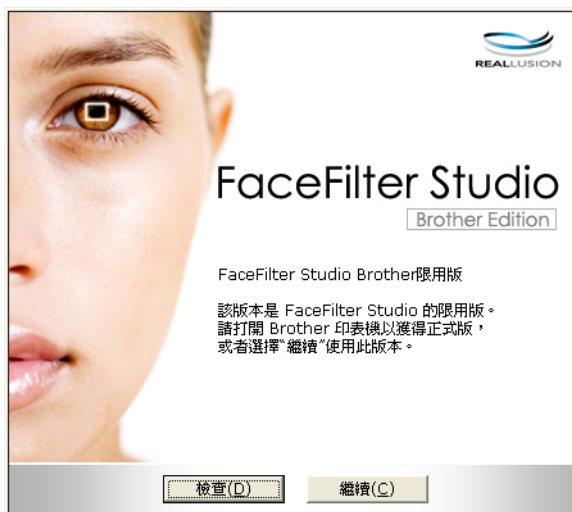 REALLUSION
FaceFilter Studio
Brother Edition
FaceFilter Studio Brother限用版
該版本是 FaceFilter Studio 的限用版。
請打開 Brother 印表機以獲得正式版，
或者選擇“繼續”使用此版本。
檢查(D)
繼續(C)